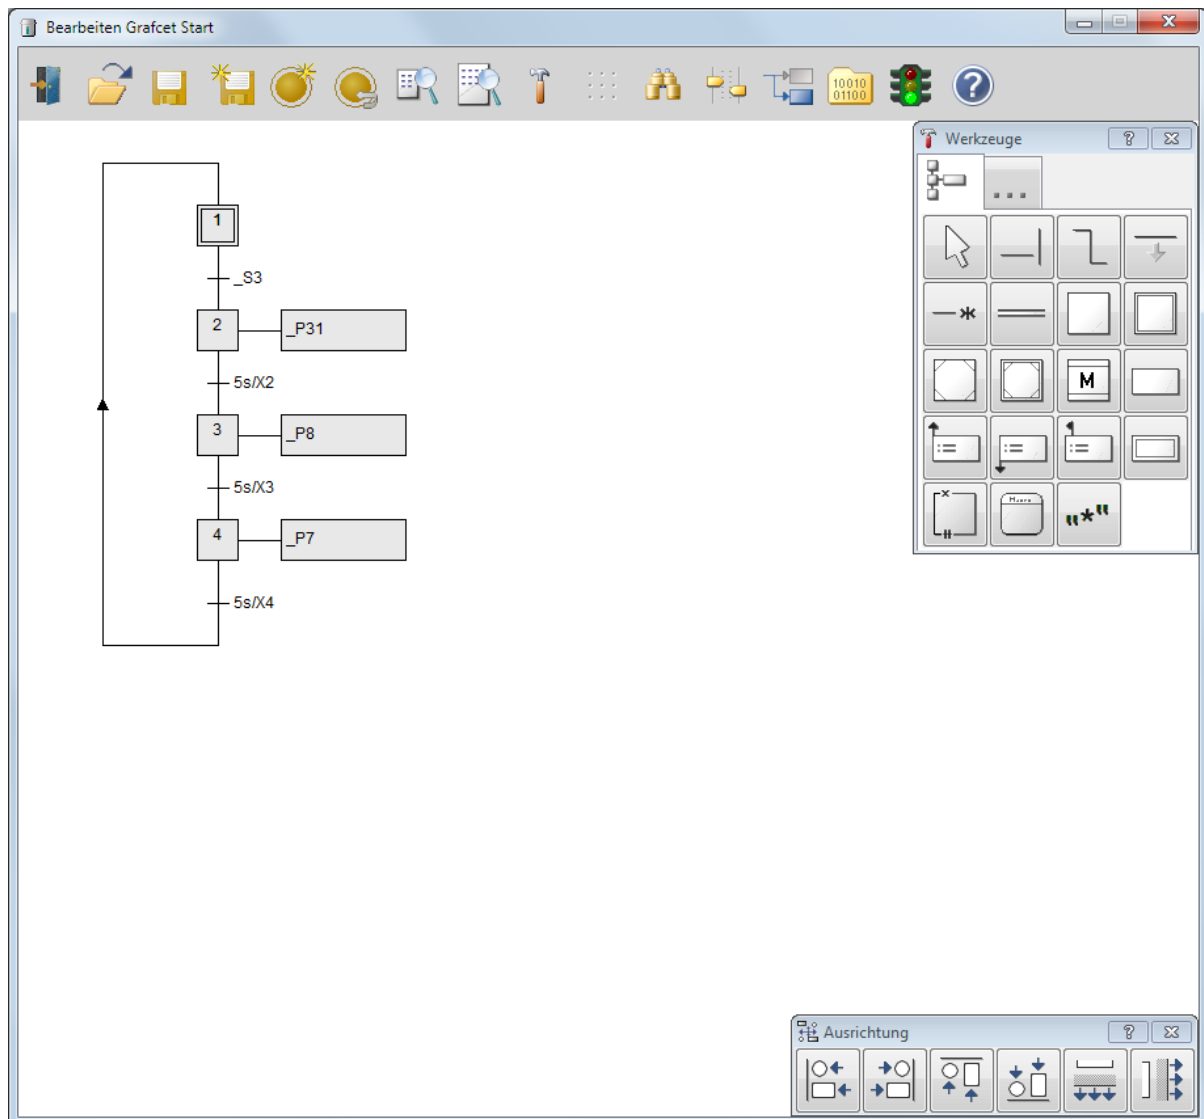 Bearbeiten Grafcet Start
10010
01100
Werkzeuge
1
_S3
2
_P31
5s/X2
3
_P8
5s/X3
4
_P7
5s/X4
M
:=
:=
:=
"*"
Ausrichtung